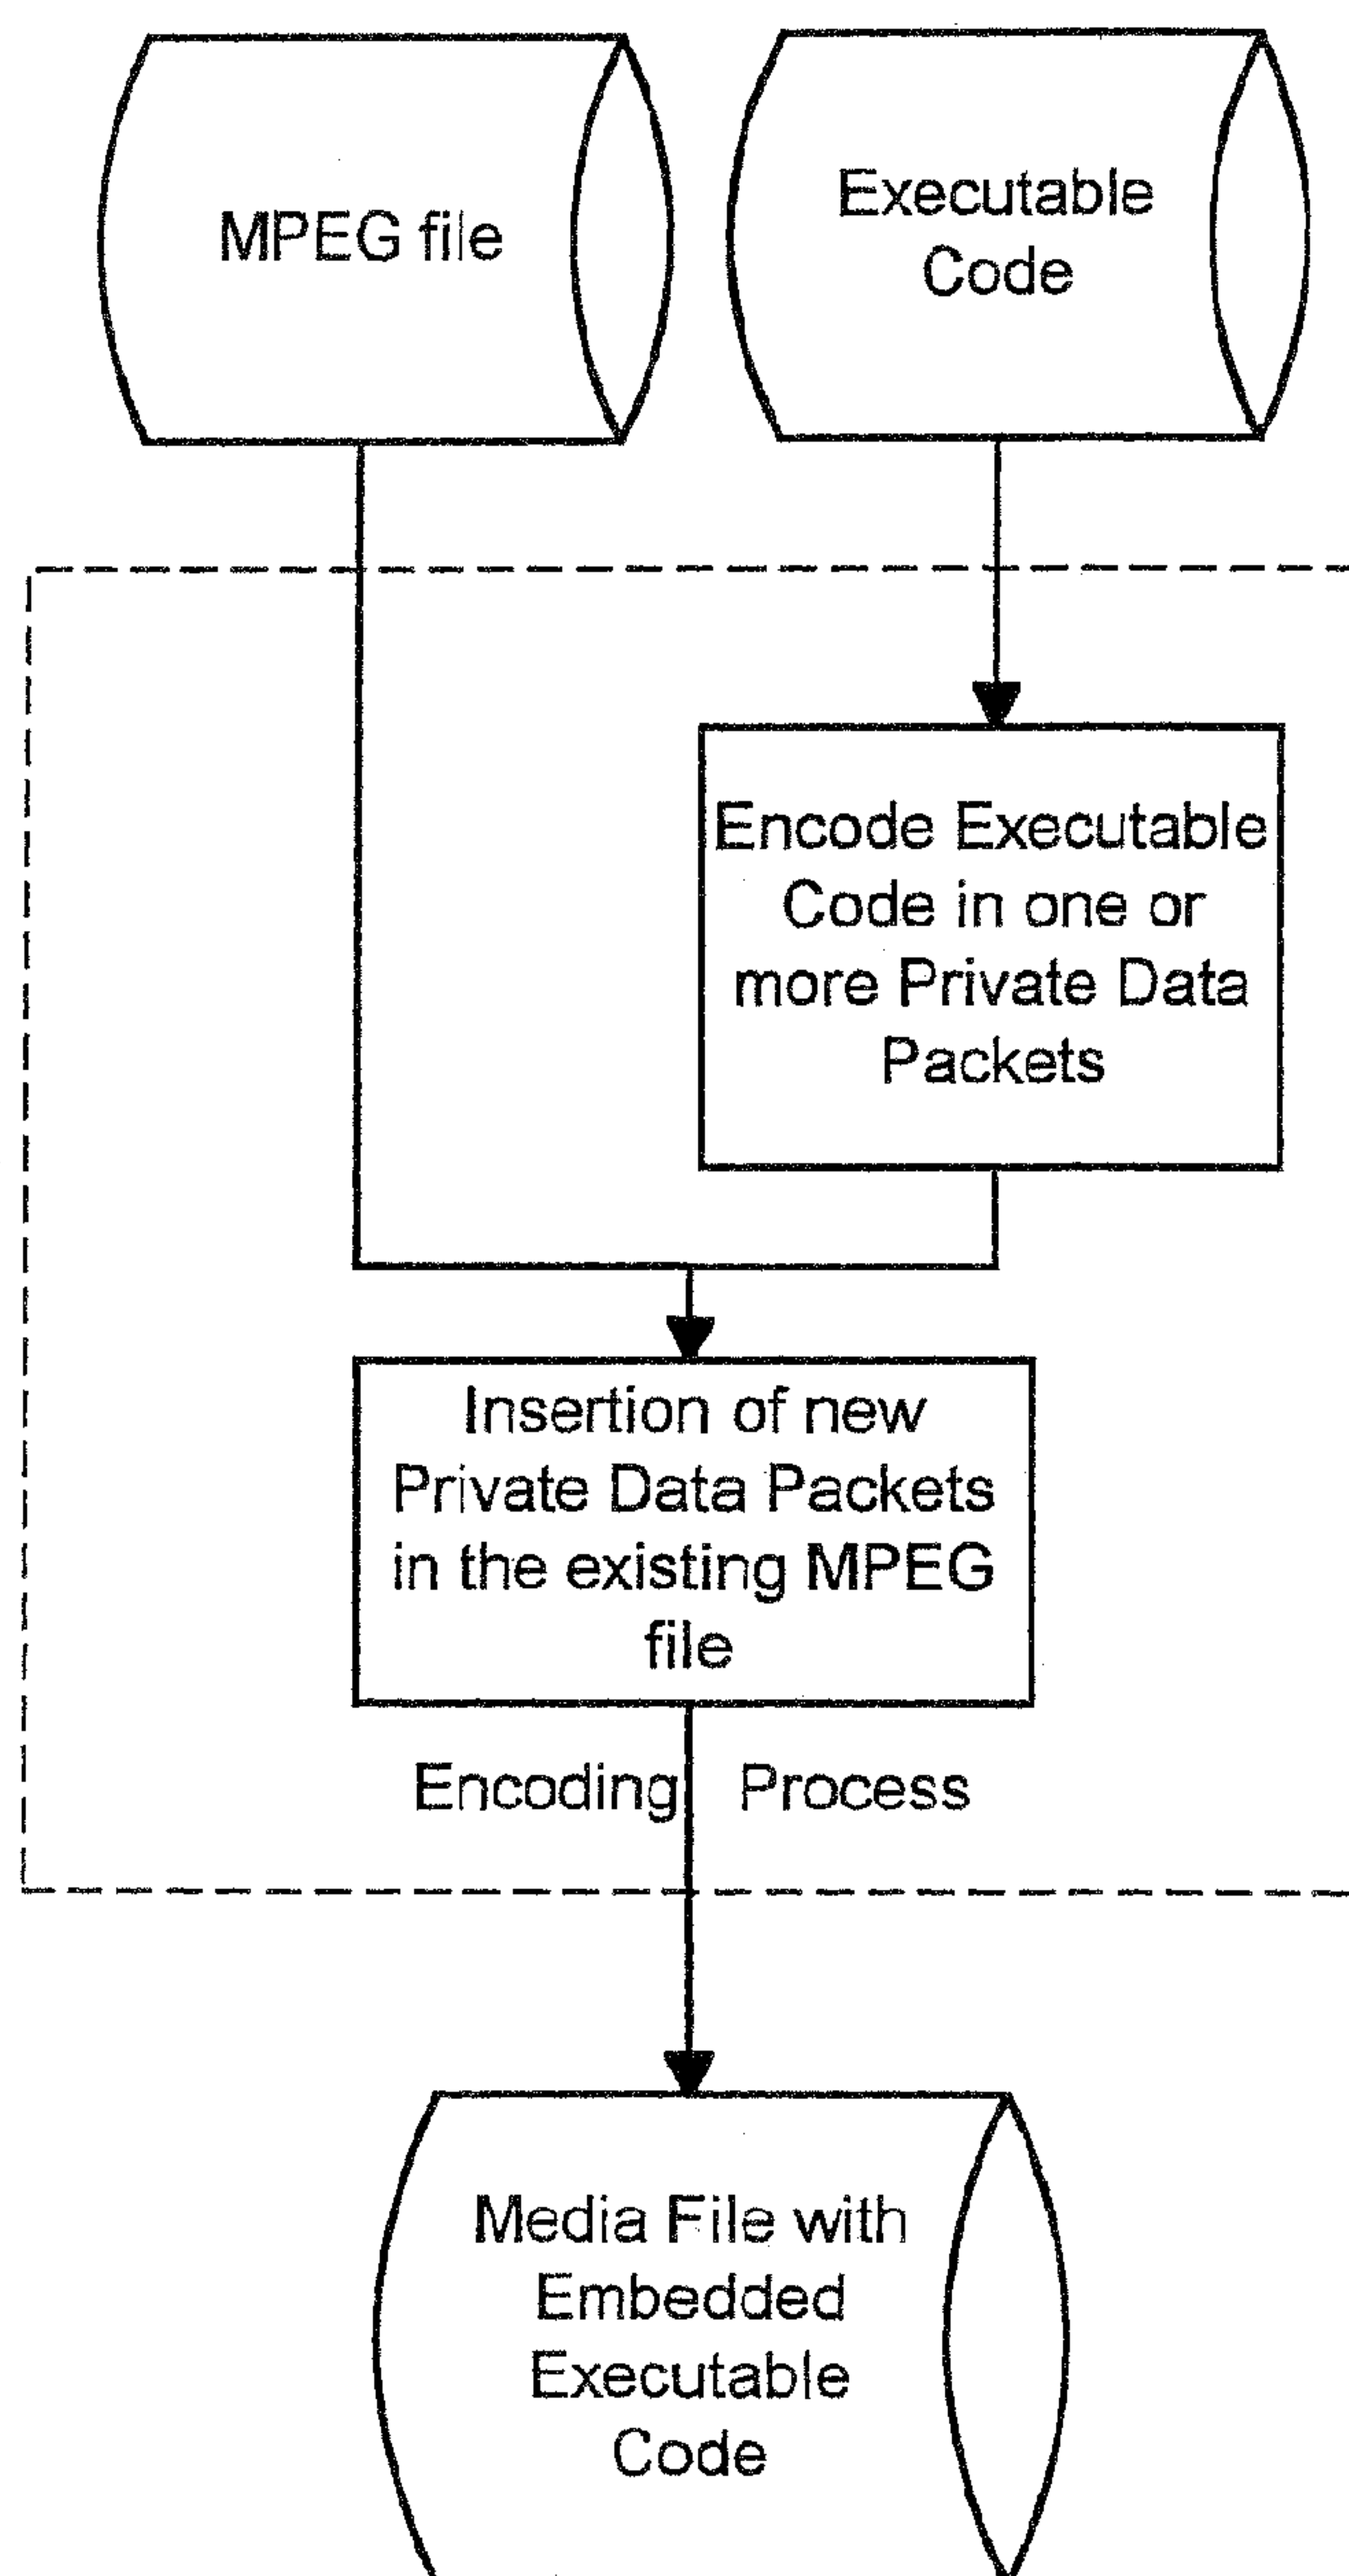 MPEG file
Executable
Code
Encode Executable
Code in one or
more Private Data
Packets
Insertion of new
Private Data Packets
in the existing MPEG
file
Encoding Process
Media File with
Embedded
Executable
Code